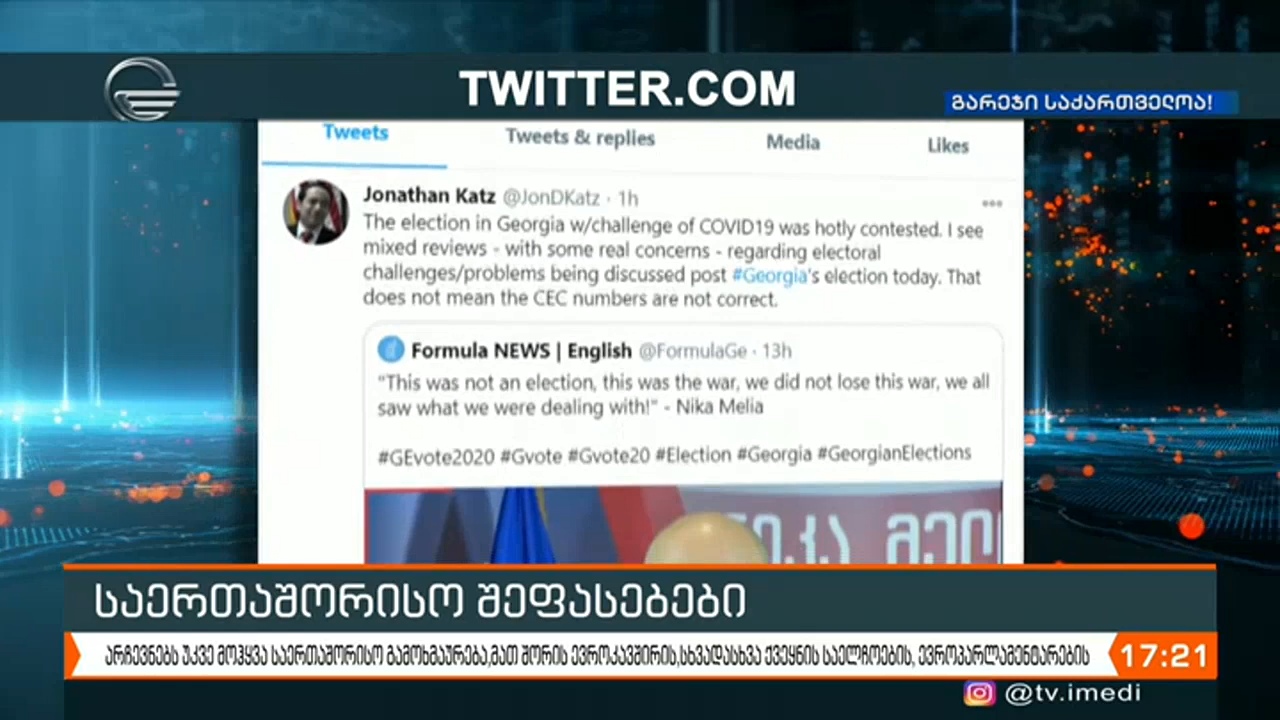 TWITTER.COM
გარეჯი საქართველოა!
Tweets Tweets & replies Media Likes
Jonathan Katz @JonDKatz · 1h
The election in Georgia w/challenge of COVID19 was hotly contested. I see
mixed reviews - with some real concerns - regarding electoral
challenges/problems being discussed post #Georgia's election today. That
does not mean the CEC numbers are not correct.
Formula NEWS | English @FormulaGe · 13h
"This was not an election, this was the war, we did not lose this war, we all
saw what we were dealing with!" - Nika Melia
#GEvote2020 #Gvote #Gvote20 #Election #Georgia #GeorgianElections
საერთაშორისო შეფასებები
არჩევნებს უკვე მოჰყვა საერთაშორისო გამოხმაურება,მათ შორის ევროკავშირის,სხვადასხვა ქვეყნის საელჩოების, ევროპარლამენტარების
17:21
@tv.imedi